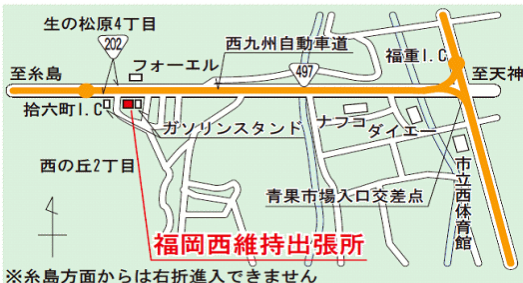 生の松原4丁目
202
フォーエル
西九州自動車道
497
福重I.C
至糸島
至天神
拾六町I.C
ガソリンスタンド
ナフコ
ダイエー
西の丘2丁目
青果市場入口交差点
市立西体育館
福岡西維持出張所
※糸島方面からは右折進入できません